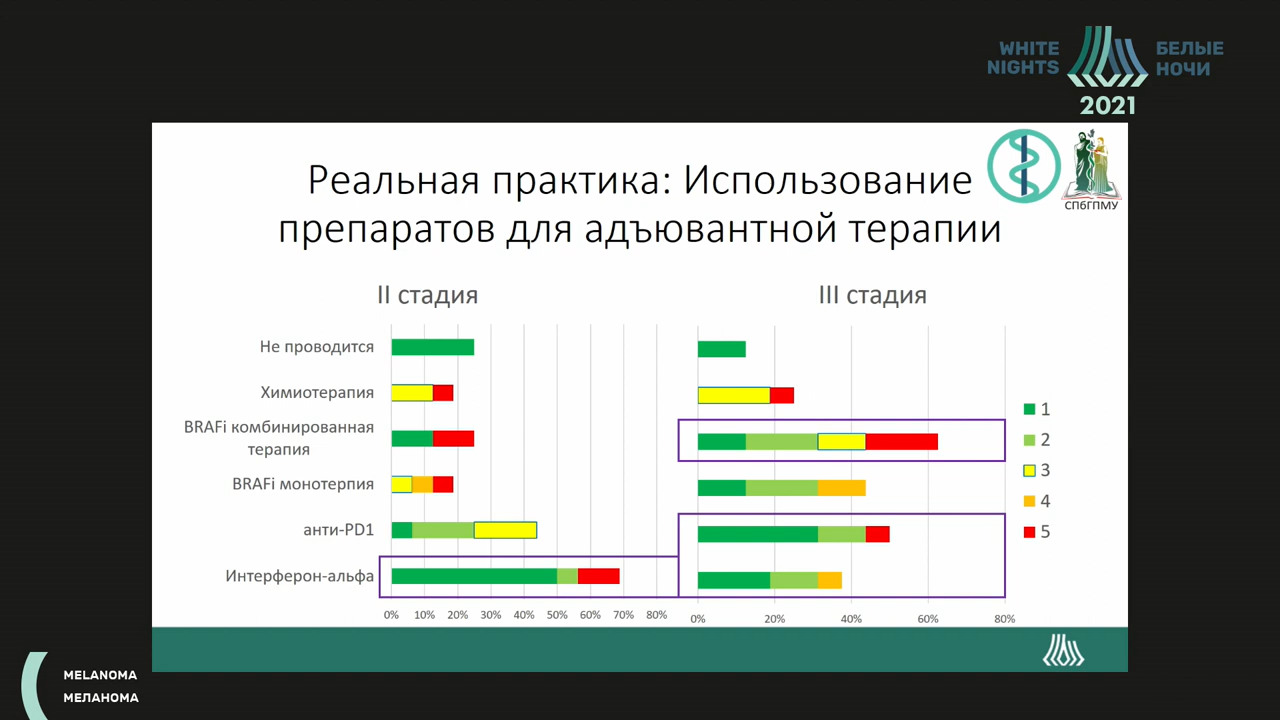 WHITE
NIGHTS
БЕЛЫЕ
НОЧИ
2021
СПбГПМУ
Реальная практика: Использование
препаратов для адъювантной терапии
II стадия
III стадия
Не проводится
Химиотерапия
BRAFi комбинированная
терапия
BRAFi монотерпия
анти-PD1
Интерферон-альфа
0% 10% 20% 30% 40% 50% 60% 70% 80%
0% 20% 40% 60% 80%
1
2
3
4
5
MELANOMA
МЕЛАНОМА